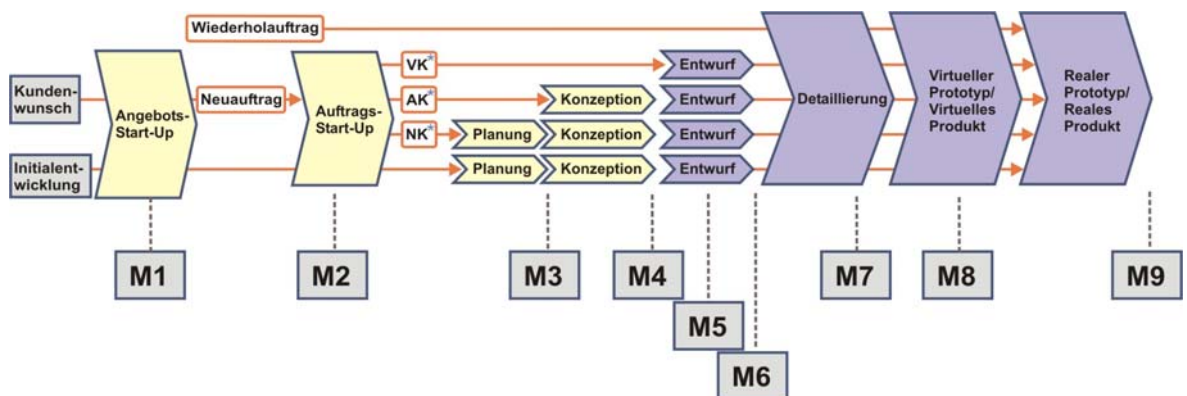 Wiederholauftrag
Kunden-
wunsch
Initialent-
wicklung
Angebots-
Start-Up
Neuauftrag
Auftrags-
Start-Up
VK*
AK*
NK*
Entwurf
Konzeption
Entwurf
Planung
Konzeption
Entwurf
Planung
Konzeption
Entwurf
Detaillierung
Virtueller
Prototyp/
Virtuelles
Produkt
Realer
Prototyp/
Reales
Produkt
M1
M2
M3
M4
M5
M6
M7
M8
M9